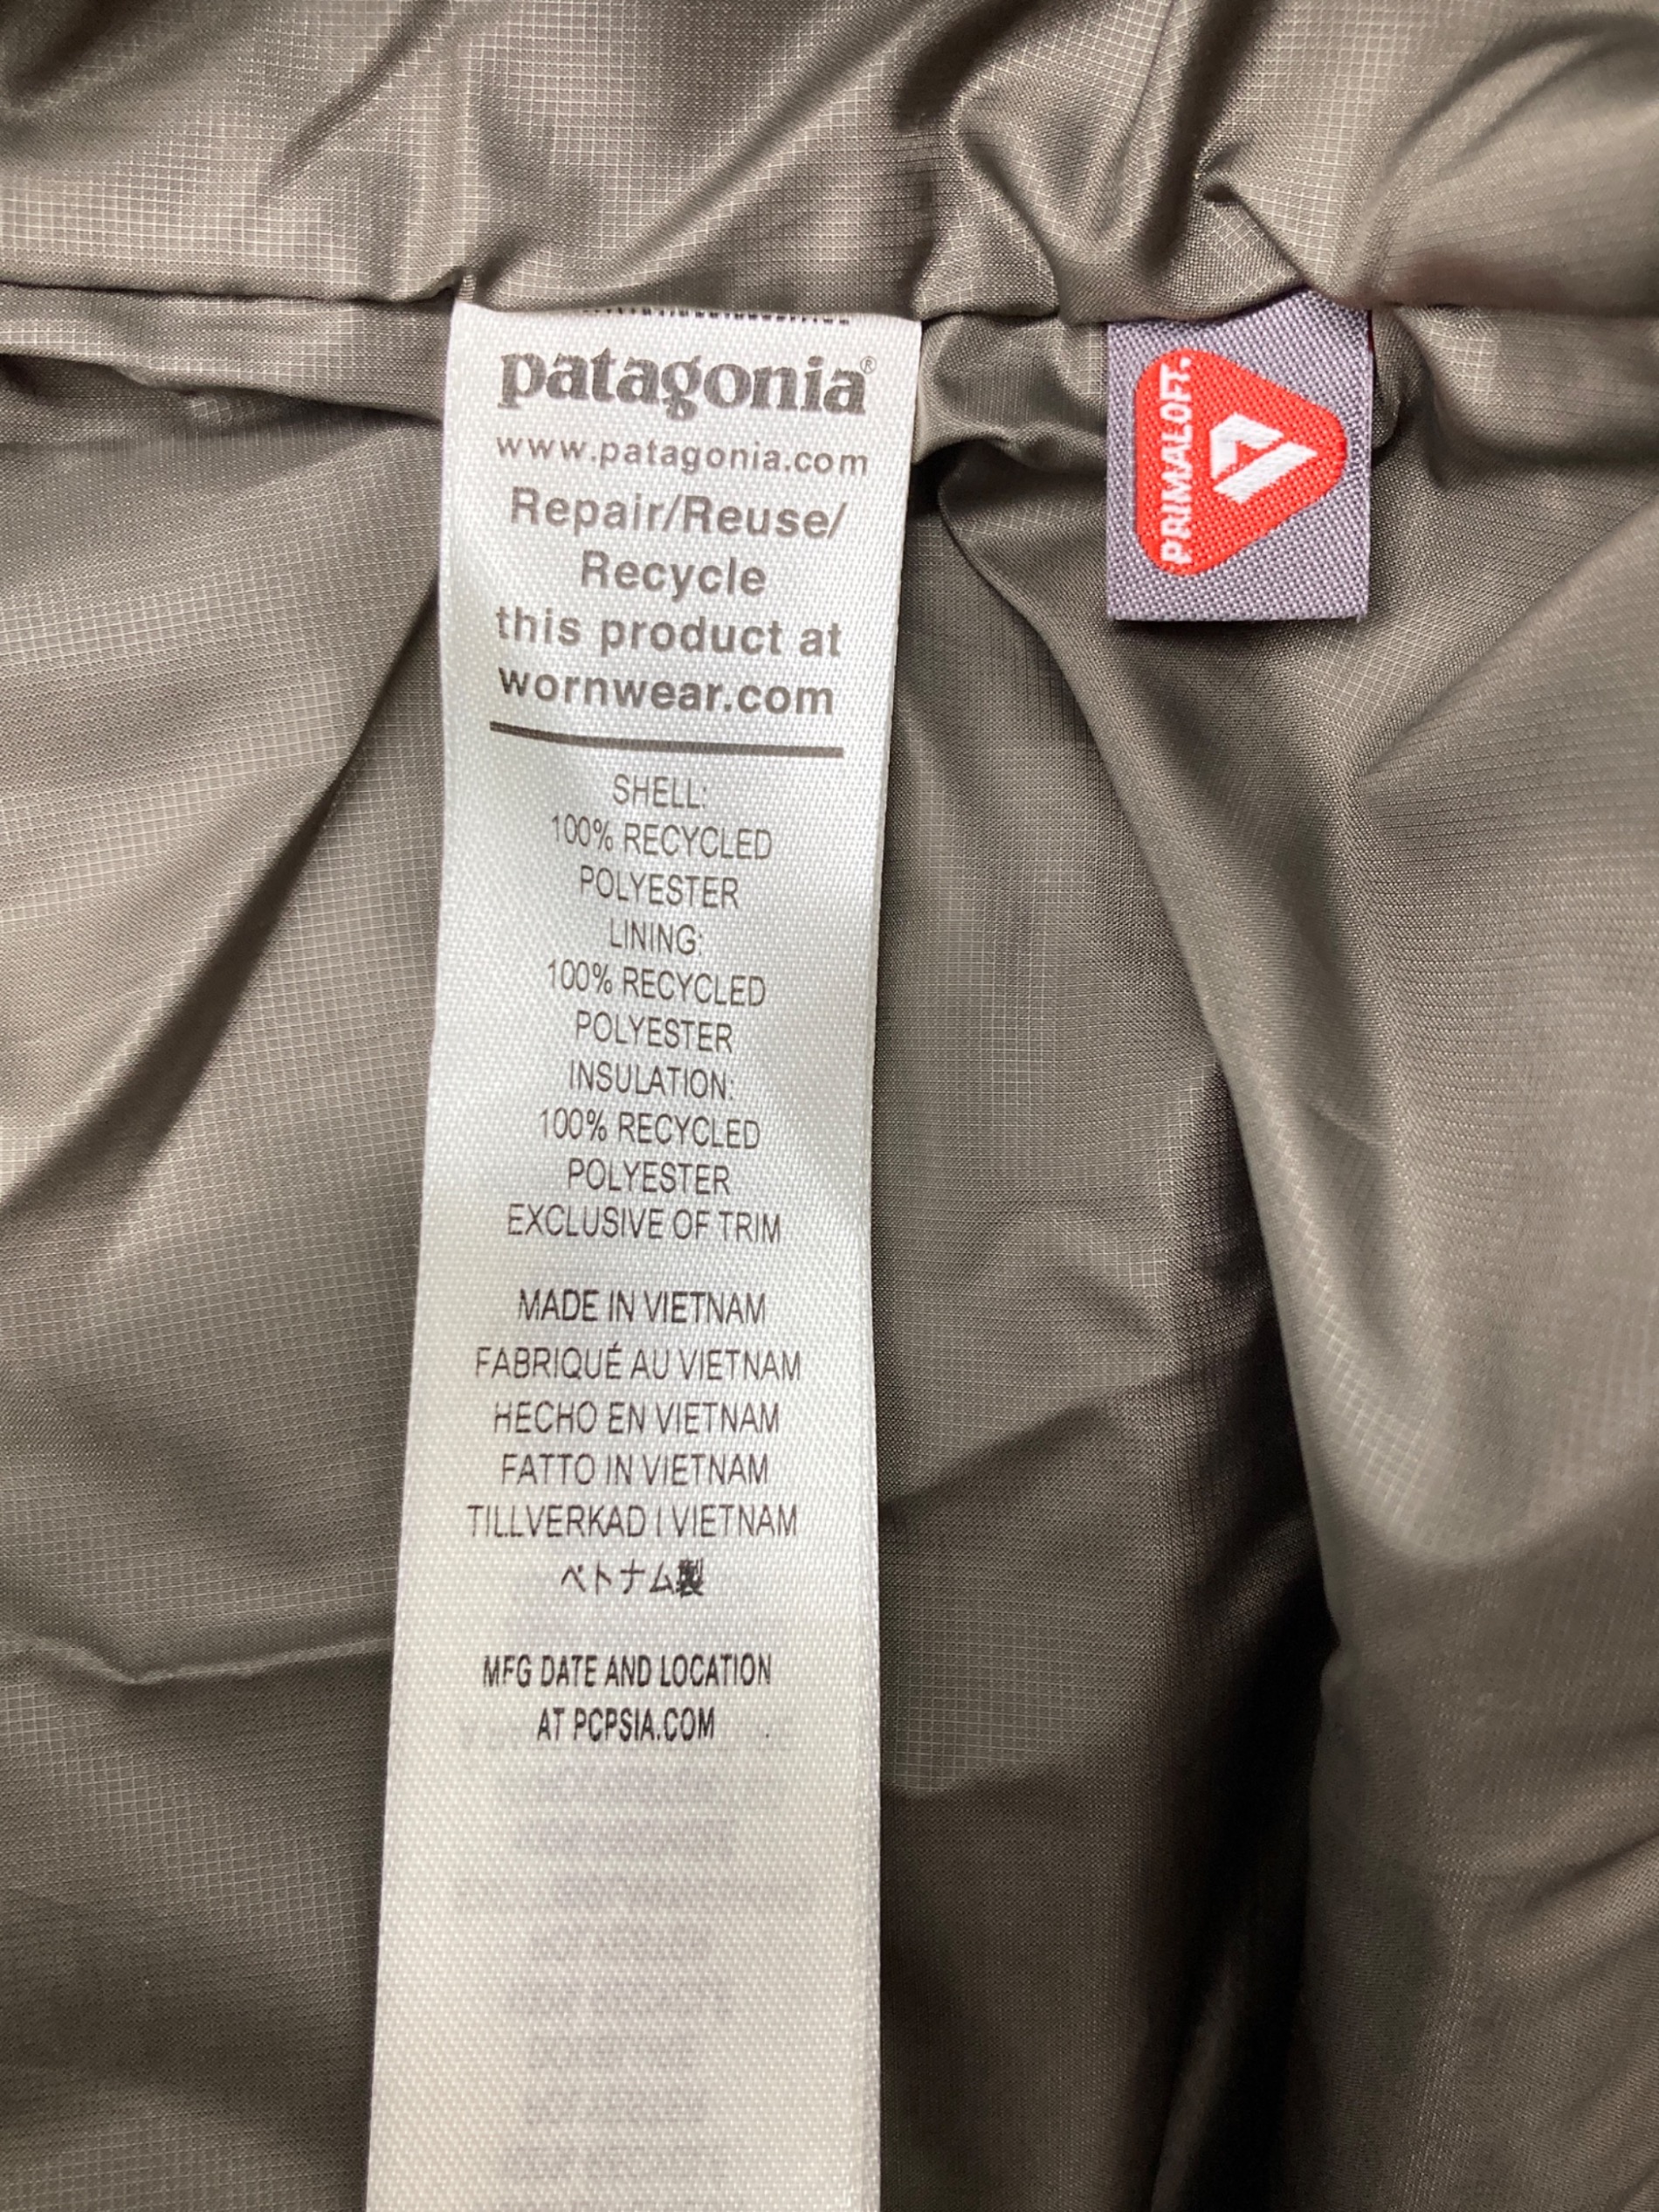 patagonia®
www.patagonia.com
Repair/Reuse/
Recycle
this product at
wornwear.com
SHELL:
100% RECYCLED
POLYESTER
LINING:
100% RECYCLED
POLYESTER
INSULATION:
100% RECYCLED
POLYESTER
EXCLUSIVE OF TRIM
MADE IN VIETNAM
FABRIQUÉ AU VIETNAM
HECHO EN VIETNAM
FATTO IN VIETNAM
TILLVERKAD I VIETNAM
ベトナム製
MFG DATE AND LOCATION
AT PCPSIA.COM
PRIMALOFT.